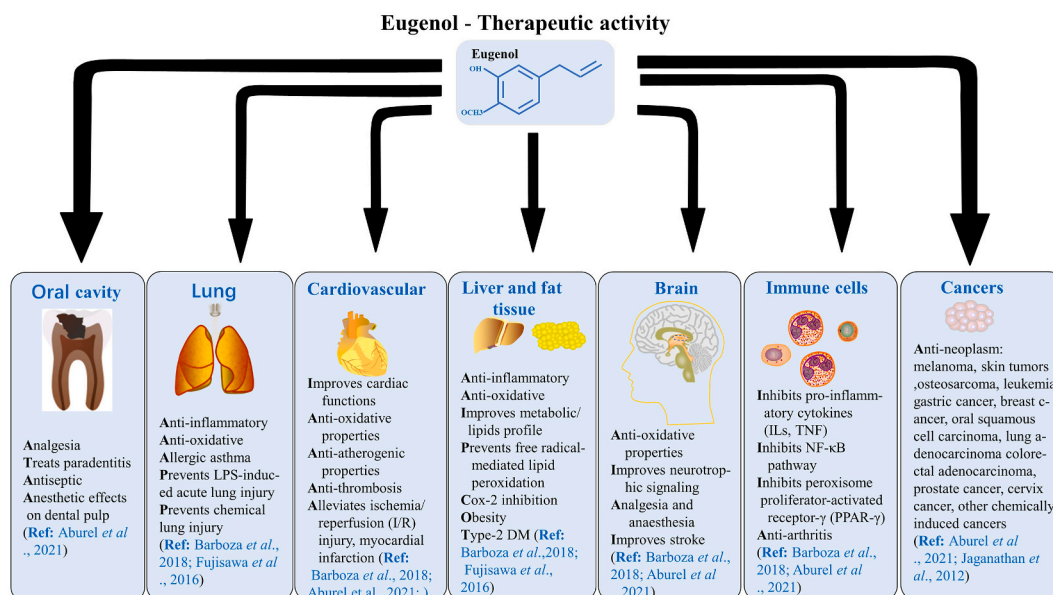 Eugenol - Therapeutic activity
Eugenol
OH
OCH3
Oral cavity
Analgesia
Treats paradentitis
Antiseptic
Anesthetic effects
on dental pulp
(Ref: Aburel et al
., 2021)
Lung
Anti-inflammatory
Anti-oxidative
Allergic asthma
Prevents LPS-induc-
ed acute lung injury
Prevents chemical
lung injury
(Ref: Barboza et al.,
2018; Fujisawa et al
., 2016)
Cardiovascular
Improves cardiac
functions
Anti-oxidative
properties
Anti-atherogenic
properties
Anti-thrombosis
Alleviates ischemia/
reperfusion (I/R)
injury, myocardial
infarction (Ref:
Barboza et al., 2018;
Aburel et al., 2021; )
Liver and fat
tissue
Anti-inflammatory
Anti-oxidative
Improves metabolic/
lipids profile
Prevents free radical-
mediated lipid
peroxidation
Cox-2 inhibition
Obesity
Type-2 DM (Ref:
Barboza et al.,2018;
Fujisawa et al.,
2016)
Brain
Anti-oxidative
properties
Improves neurotrop-
hic signaling
Analgesia and
anaesthesia
Improves stroke
(Ref: Barboza et al.,
2018; Aburel et al
., 2021)
Immune cells
Inhibits pro-inflamm-
atory cytokines
(ILs, TNF)
Inhibits NF-κB
pathway
Inhibits peroxisome
proliferator-activated
receptor-γ (PPAR-γ)
Anti-arthritis
(Ref: Barboza et al.,
2018; Aburel et al
., 2021)
Cancers
Anti-neoplasm:
melanoma, skin tumors
,osteosarcoma, leukemia
gastric cancer, breast c-
ancer, oral squamous
cell carcinoma, lung a-
denocarcinoma colore-
ctal adenocarcinoma,
prostate cancer, cervix
cancer, other chemically
induced cancers
(Ref: Aburel et al
., 2021; Jaganathan et
al., 2012)